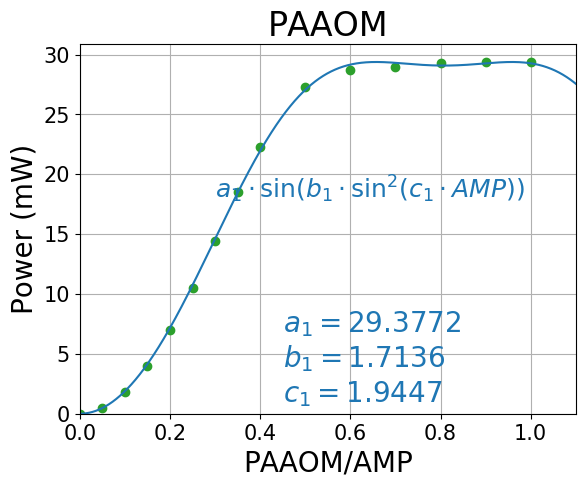 PAAOM
30
25
20
15
10
5
0
Power (mW)
a₁ · sin(b₁ · sin²(c₁ · AMP))
a₁ = 29.3772
b₁ = 1.7136
c₁ = 1.9447
0.0 0.2 0.4 0.6 0.8 1.0
PAAOM/AMP